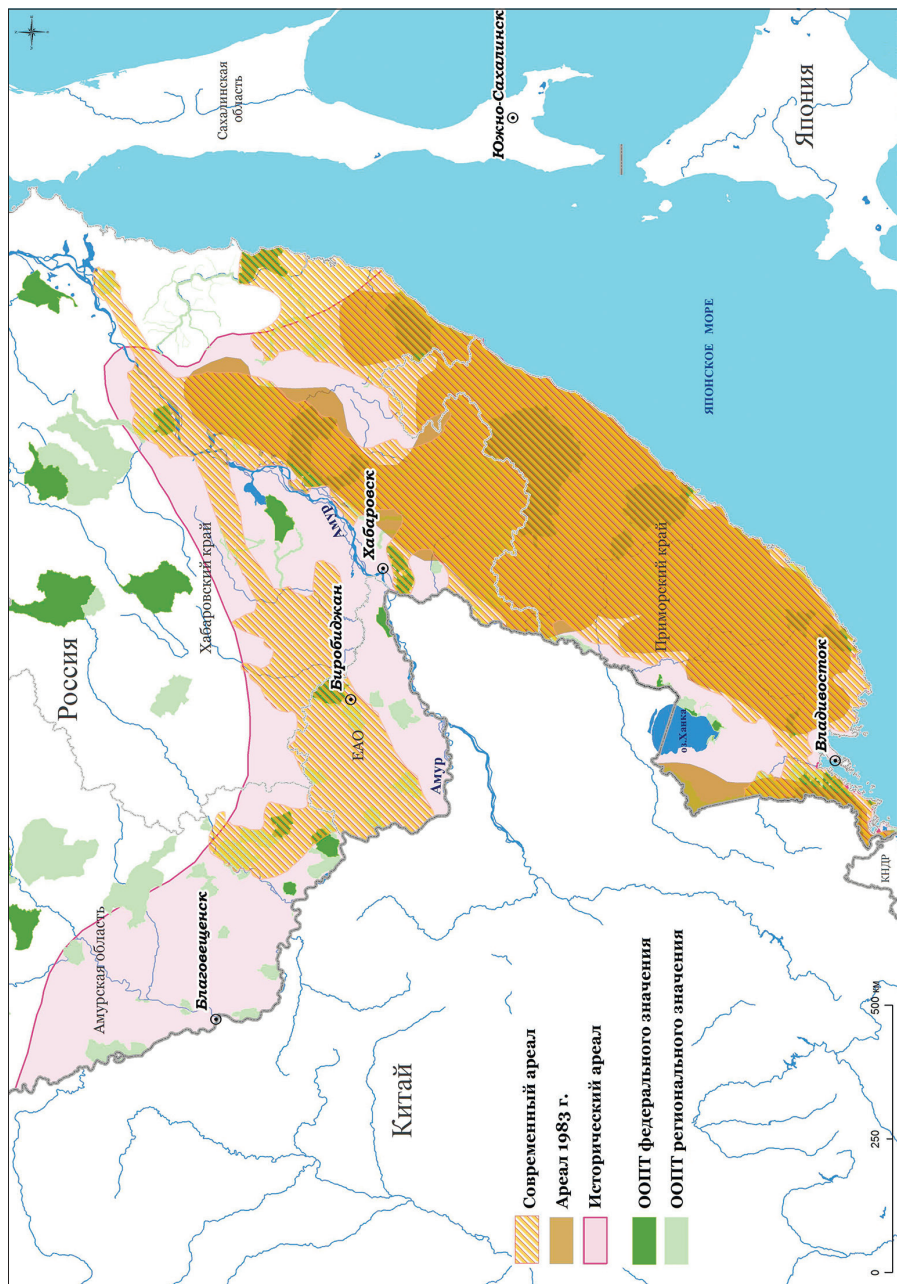 Россия
Амурская область
Благовещенск
Хабаровский край
Биробиджан
ЕАО
Амур
Амур
Хабаровск
Сахалинская
область
Южно-Сахалинск
Япония
ЯПОНСКОЕ МОРЕ
Приморский край
оз.Ханка
Владивосток
КНДР
Китай
Современный ареал
Ареал 1983 г.
Исторический ареал
ООПТ федерального значения
ООПТ регионального значения
0 250 500 км